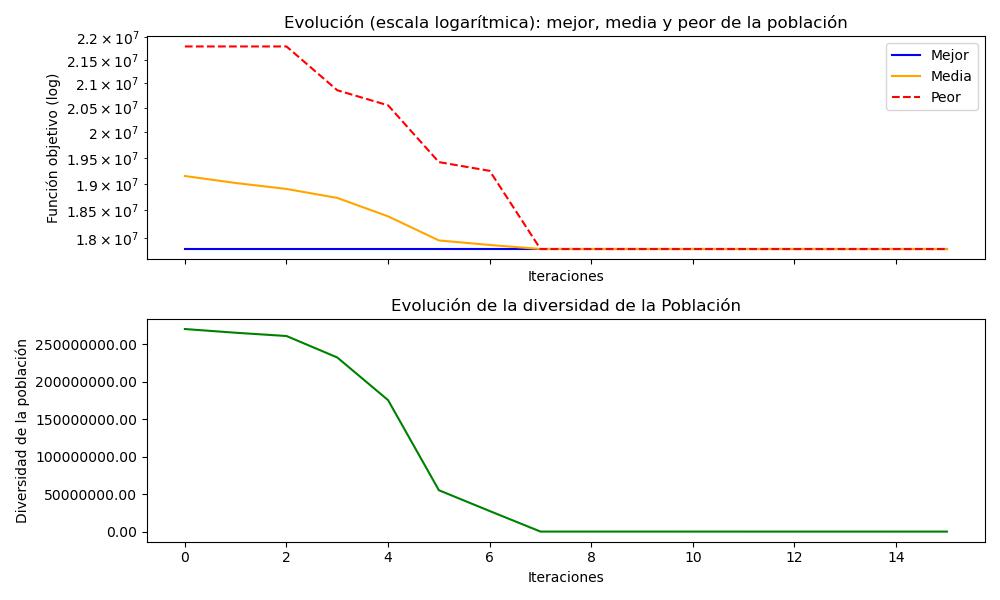 Evolución (escala logarítmica): mejor, media y peor de la población
Función objetivo (log)
2.2 × 10⁷
2.15 × 10⁷
2.1 × 10⁷
2.05 × 10⁷
2 × 10⁷
1.95 × 10⁷
1.9 × 10⁷
1.85 × 10⁷
1.8 × 10⁷
Mejor
Media
Peor
Iteraciones
Evolución de la diversidad de la Población
Diversidad de la población
250000000.00
200000000.00
150000000.00
100000000.00
50000000.00
0.00
0 2 4 6 8 10 12 14
Iteraciones